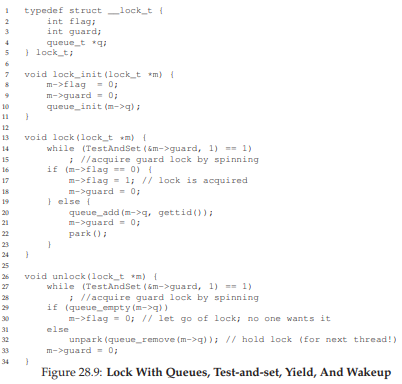 1 typedef struct __lock_t {
2 int flag;
3 int guard;
4 queue_t *q;
5 } lock_t;
6
7 void lock_init(lock_t *m) {
8 m->flag = 0;
9 m->guard = 0;
10 queue_init(m->q);
11 }
12
13 void lock(lock_t *m) {
14 while (TestAndSet(&m->guard, 1) == 1)
15 ; //acquire guard lock by spinning
16 if (m->flag == 0) {
17 m->flag = 1; // lock is acquired
18 m->guard = 0;
19 } else {
20 queue_add(m->q, gettid());
21 m->guard = 0;
22 park();
23 }
24 }
25
26 void unlock(lock_t *m) {
27 while (TestAndSet(&m->guard, 1) == 1)
28 ; //acquire guard lock by spinning
29 if (queue_empty(m->q))
30 m->flag = 0; // let go of lock; no one wants it
31 else
32 unpark(queue_remove(m->q)); // hold lock (for next thread!)
33 m->guard = 0;
34 }
Figure 28.9: Lock With Queues, Test-and-set, Yield, And Wakeup